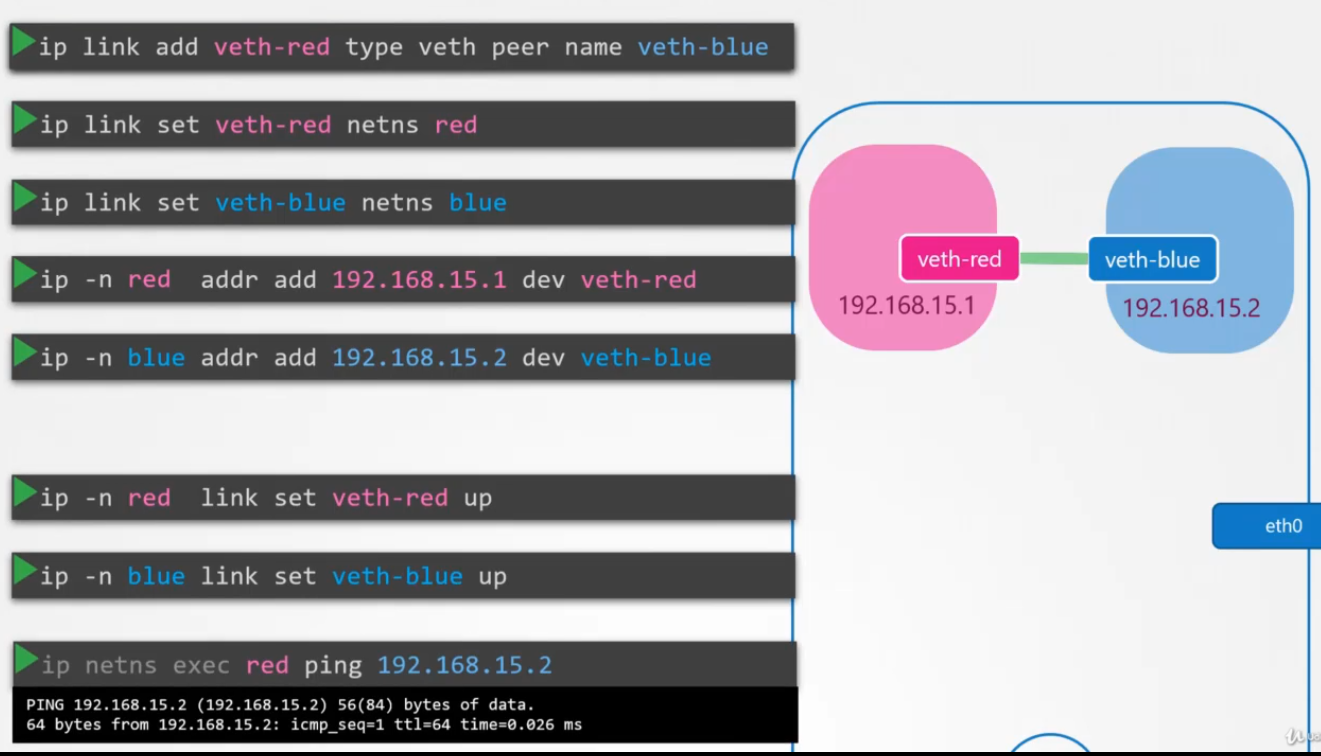 ip link add veth-red type veth peer name veth-blue
ip link set veth-red netns red
ip link set veth-blue netns blue
ip -n red addr add 192.168.15.1 dev veth-red
ip -n blue addr add 192.168.15.2 dev veth-blue
ip -n red link set veth-red up
ip -n blue link set veth-blue up
ip netns exec red ping 192.168.15.2
PING 192.168.15.2 (192.168.15.2) 56(84) bytes of data.
64 bytes from 192.168.15.2: icmp_seq=1 ttl=64 time=0.026 ms
veth-red
veth-blue
192.168.15.1
192.168.15.2
eth0